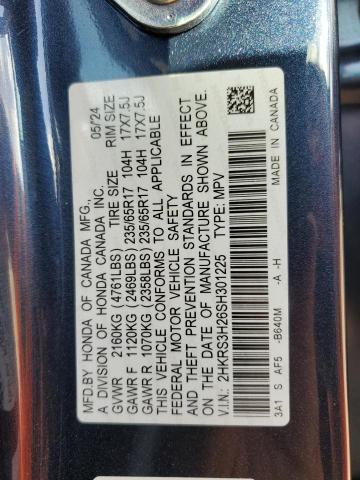 MFD.BY HONDA OF CANADA MFG., 05/24
A DIVISION OF HONDA CANADA INC.
GVWR 2160KG (4761LBS) TIRE SIZE RIM SIZE
GAWR F 1120KG (2469LBS) 235/65R17 104H 17X7.5J
GAWR R 1070KG (2358LBS) 235/65R17 104H 17X7.5J
THIS VEHICLE CONFORMS TO ALL APPLICABLE
FEDERAL MOTOR VEHICLE SAFETY
AND THEFT PREVENTION STANDARDS IN EFFECT
ON THE DATE OF MANUFACTURE SHOWN ABOVE.
V.I.N.: 2HKRS3H26SH301225 TYPE: MPV
3A1 S AF5 -B640M -A -H MADE IN CANADA